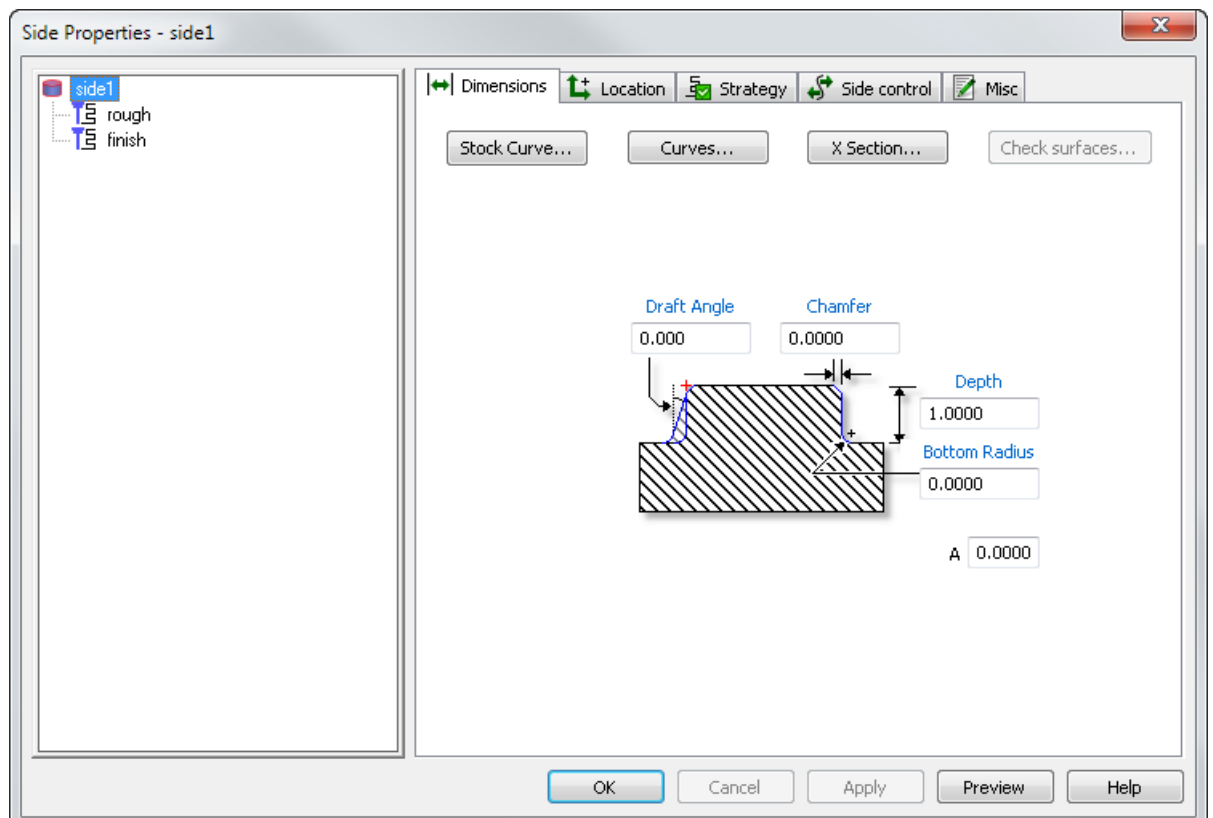 Side Properties - side1
side1
rough
finish
Dimensions Location Strategy Side control Misc
Stock Curve... Curves... X Section... Check surfaces...
Draft Angle Chamfer
0.000 0.0000
Depth
1.0000
Bottom Radius
0.0000
A 0.0000
OK Cancel Apply Preview Help